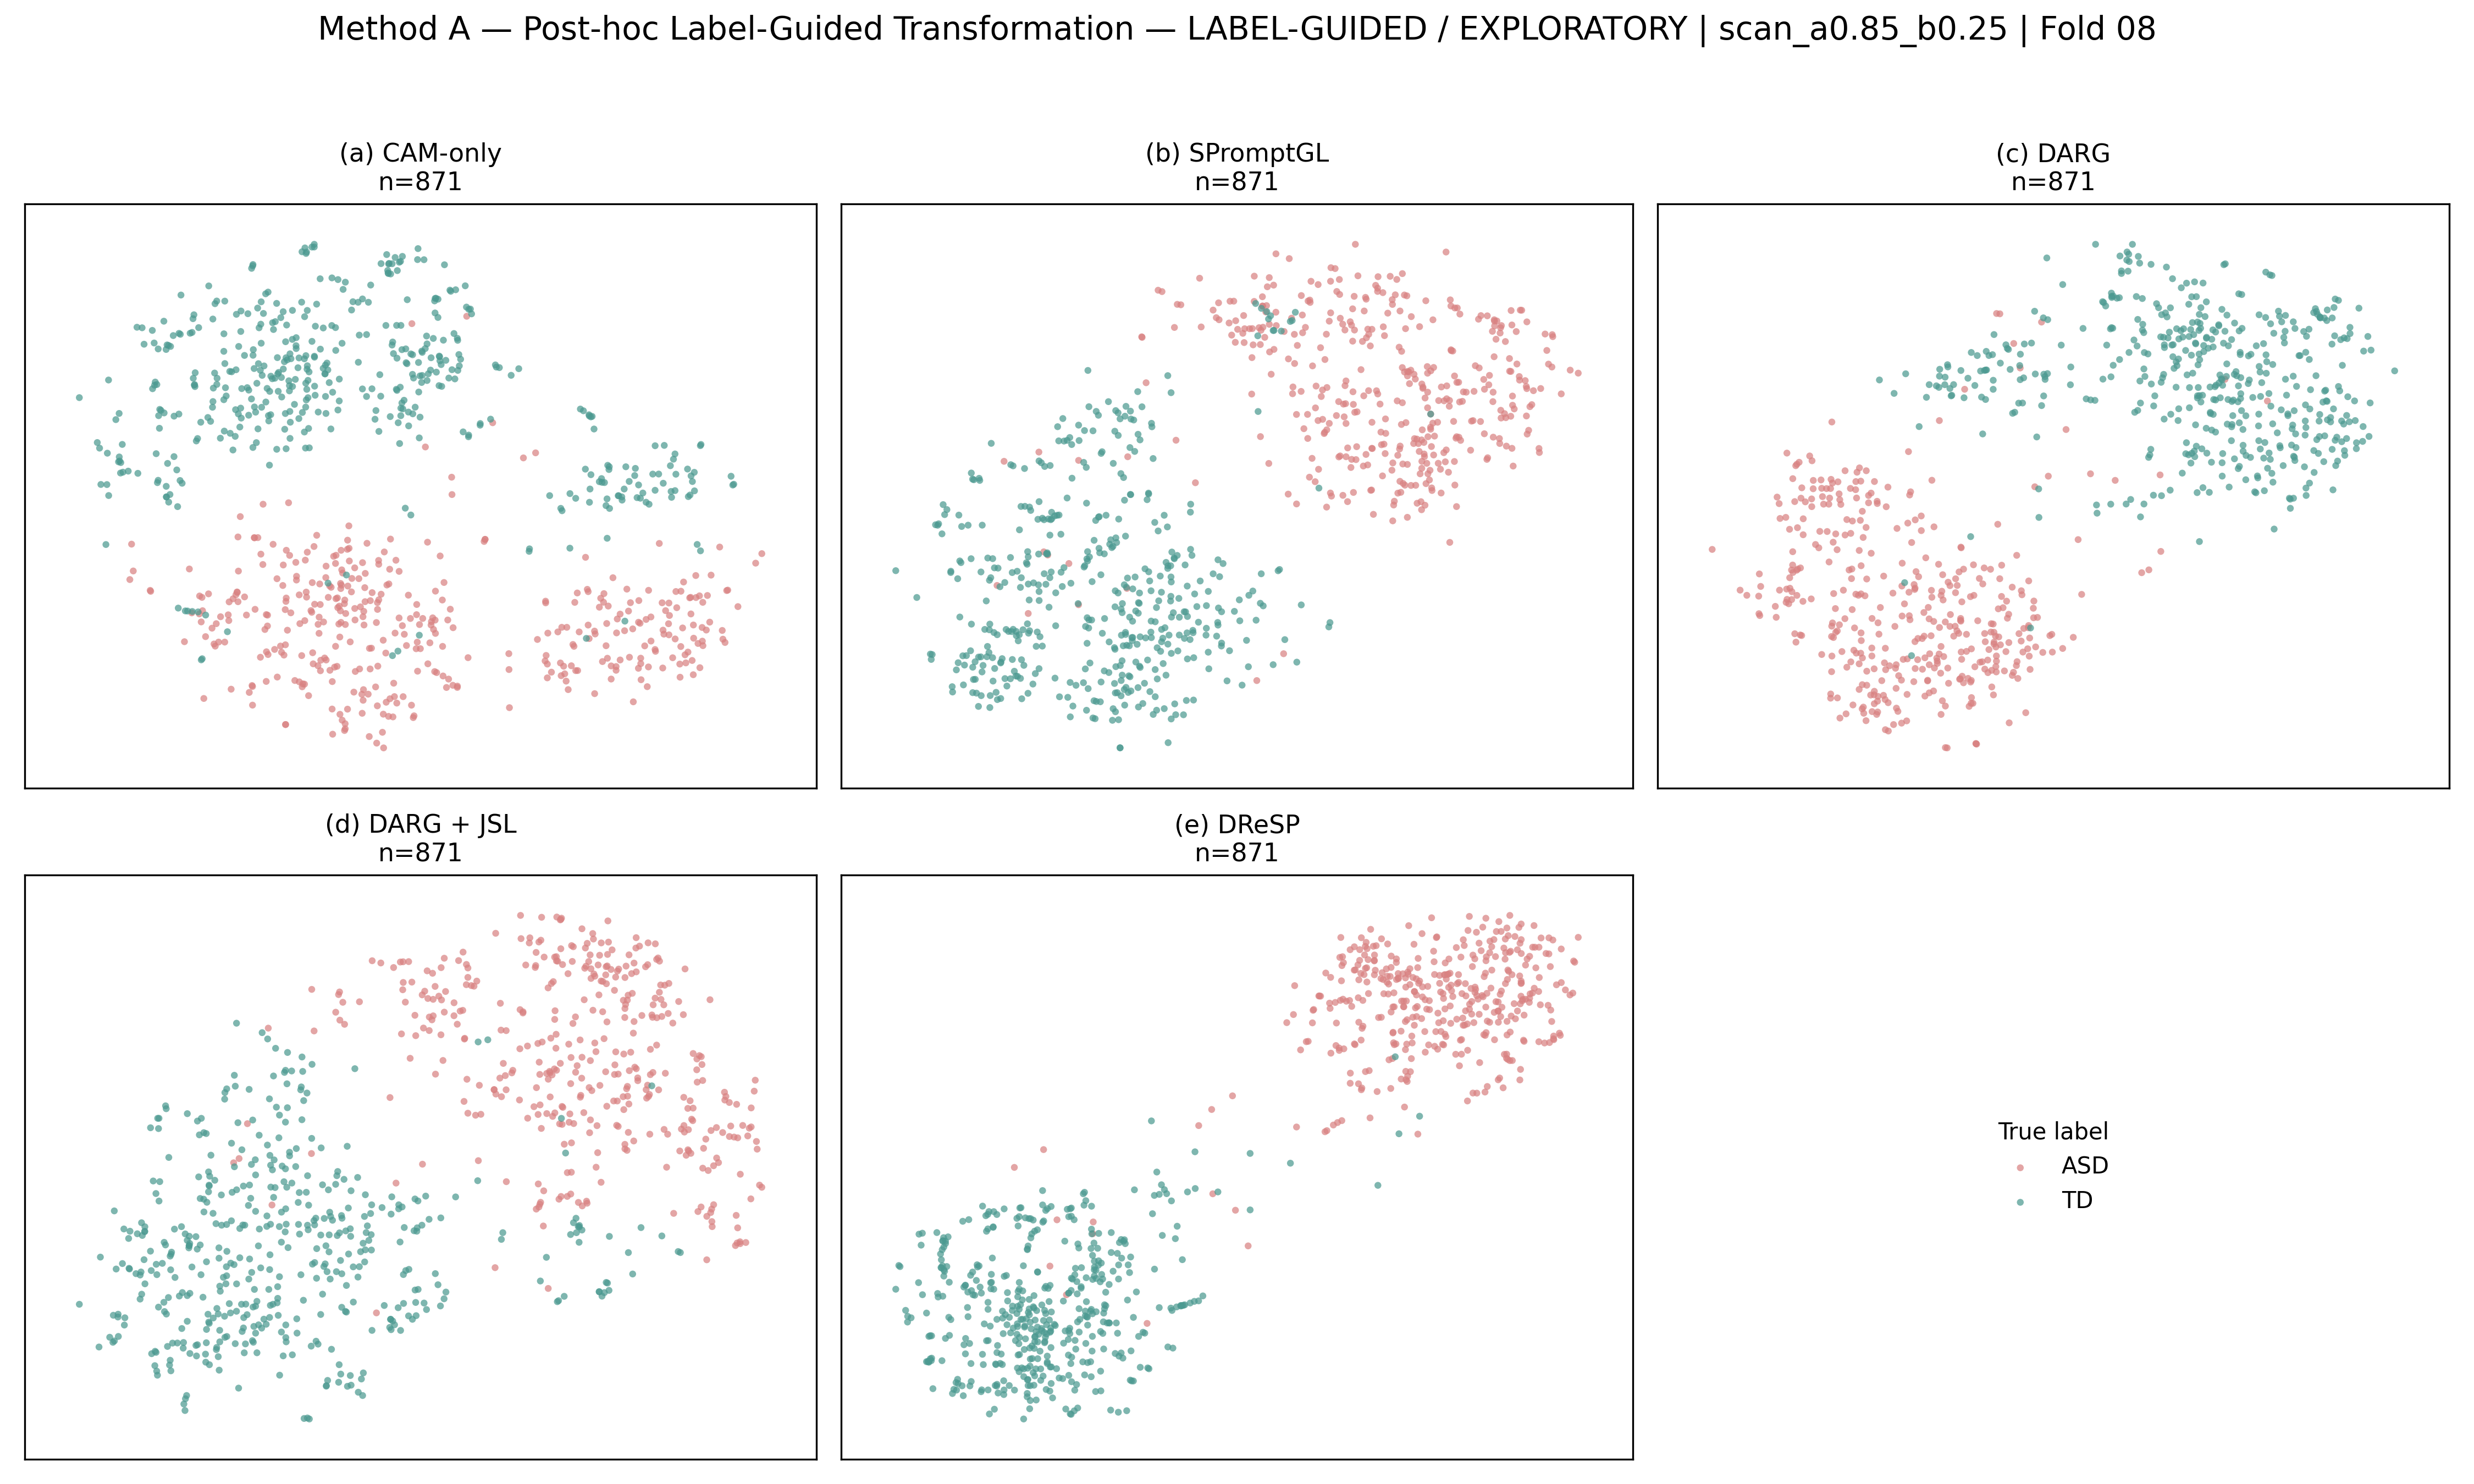 Method A — Post-hoc Label-Guided Transformation — LABEL-GUIDED / EXPLORATORY | scan_a0.85_b0.25 | Fold 08
(a) CAM-only
n=871
(b) SPromptGL
n=871
(c) DARG
n=871
(d) DARG + JSL
n=871
(e) DReSP
n=871
True label
ASD
TD